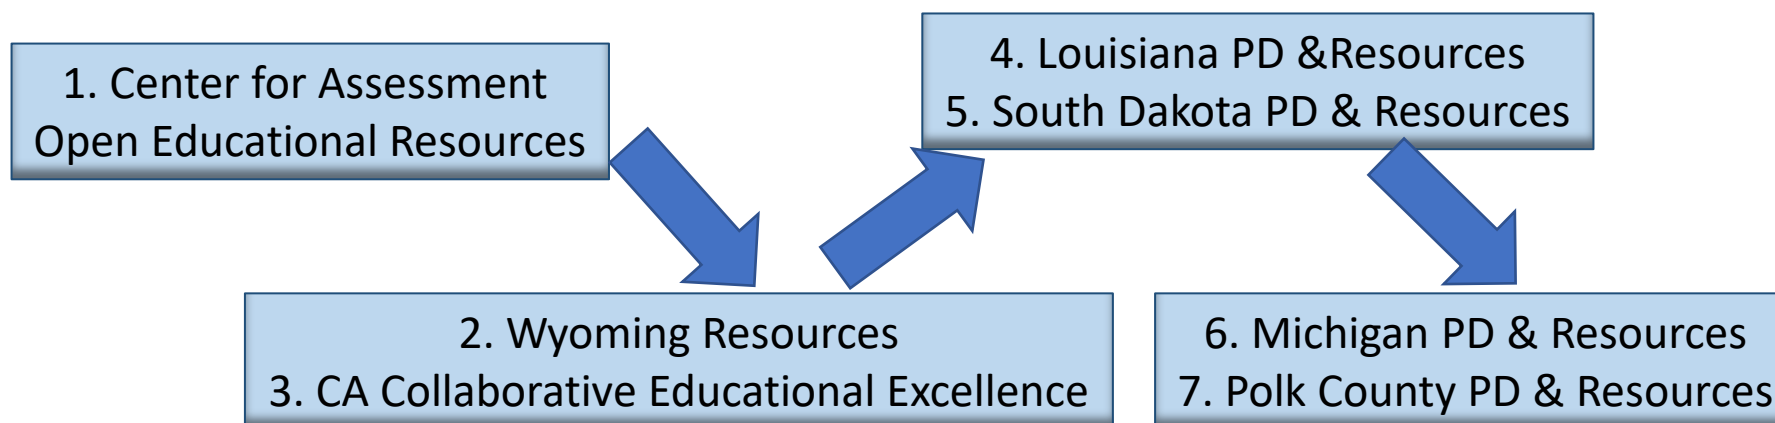 1. Center for Assessment
Open Educational Resources
2. Wyoming Resources
3. CA Collaborative Educational Excellence
4. Louisiana PD &Resources
5. South Dakota PD & Resources
6. Michigan PD & Resources
7. Polk County PD & Resources